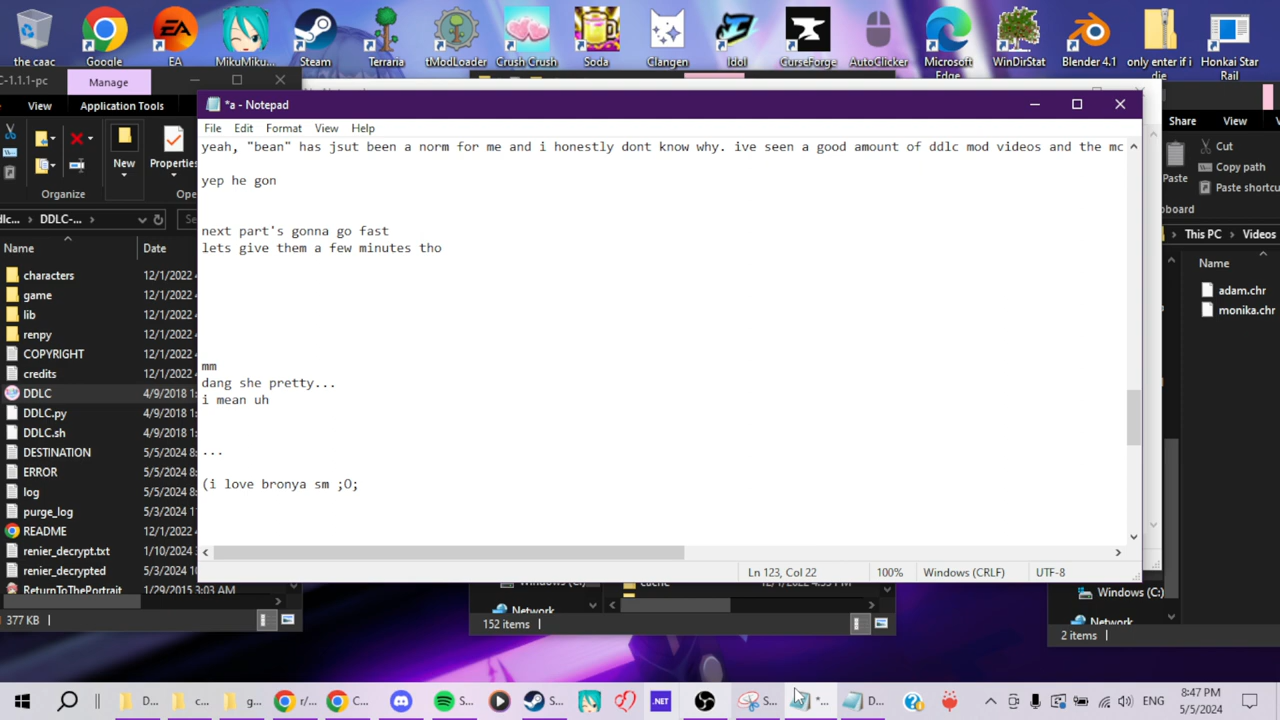 the caac
Google
EA
MikuMiku...
Steam
Terraria
tModLoader
Crush Crush
Soda
Clangen
Idol
CurseForge
AutoClicker
Microsoft
Edge
WinDirStat
Blender 4.1
only enter if i
die
Honkai Star
Rail
C-1.1.1-pc
Manage
View
Application Tools
New
Properties
Organize
DDLC-...
Name
Date
characters 12/1/2022
game 12/1/2022
lib 12/1/2022
renpy 12/1/2022
COPYRIGHT 12/1/2022
credits 12/1/2022
DDLC 4/9/2018
DDLC.py 4/9/2018
DDLC.sh 4/9/2018
DESTINATION 5/5/2024
ERROR 5/5/2024
log 5/5/2024
purge_log 5/3/2024
README 12/1/2022
renier_decrypt.txt 1/10/2024
renier_decrypted 5/3/2024
ReturnToThePortrait 1/29/2015 3:03 AM
377 KB
*a - Notepad
File Edit Format View Help
yeah, "bean" has jsut been a norm for me and i honestly dont know why. ive seen a good amount of ddlc mod videos and the mc
yep he gon
next part's gonna go fast
lets give them a few minutes tho
mm
dang she pretty...
i mean uh
...
(i love bronya sm ;0;
Ln 123, Col 22
100%
Windows (CRLF)
UTF-8
Network
cache
152 items
Share
View
Cut
Copy path
Paste
Paste shortcu
pboard
This PC
Videos
Name
adam.chr
monika.chr
Windows (C:)
Network
2 items
D...
c...
g...
r/...
C...
S...
S...
.NET
S...
*...
D...
ENG
8:47 PM
5/5/2024